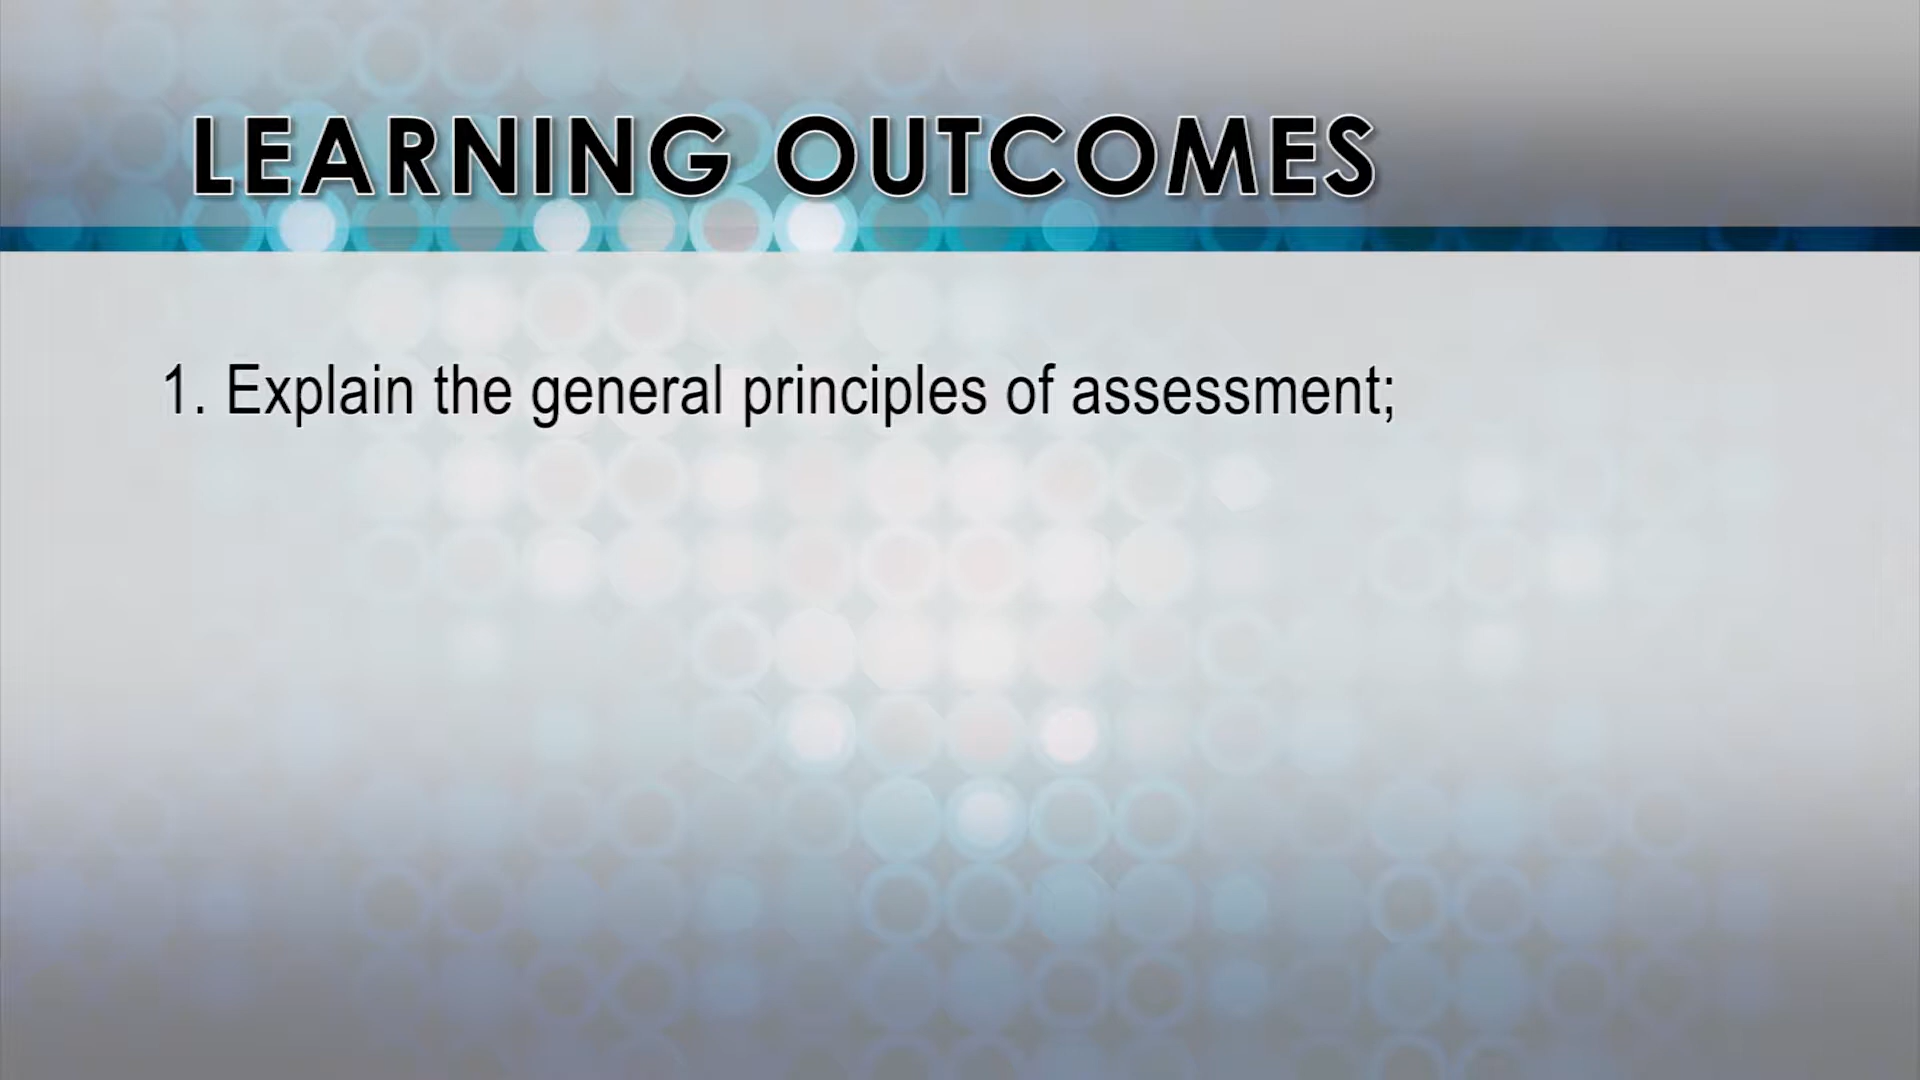 LEARNING OUTCOMES
1. Explain the general principles of assessment;